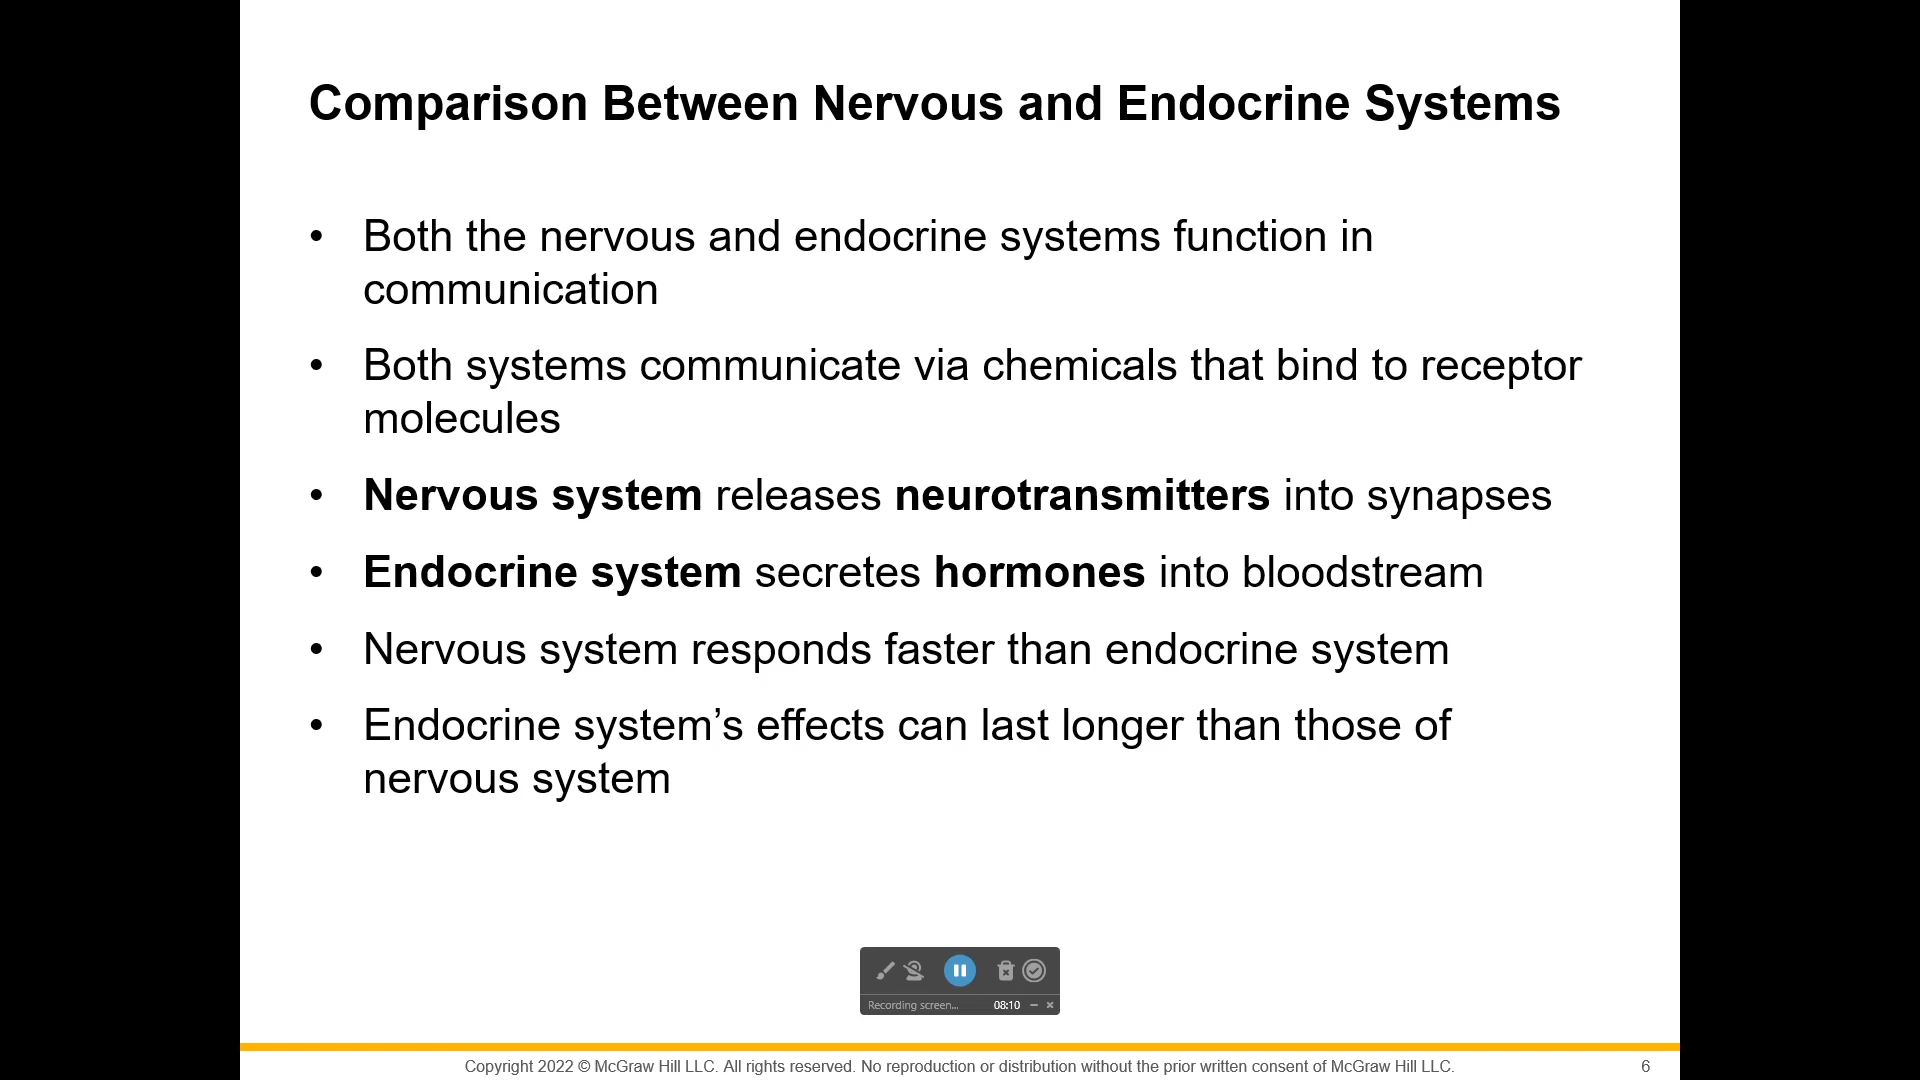 Comparison Between Nervous and Endocrine Systems
• Both the nervous and endocrine systems function in
communication
• Both systems communicate via chemicals that bind to receptor
molecules
• Nervous system releases neurotransmitters into synapses
• Endocrine system secretes hormones into bloodstream
• Nervous system responds faster than endocrine system
• Endocrine system’s effects can last longer than those of
nervous system
Recording screen... 08:10
Copyright 2022 © McGraw Hill LLC. All rights reserved. No reproduction or distribution without the prior written consent of McGraw Hill LLC. 6